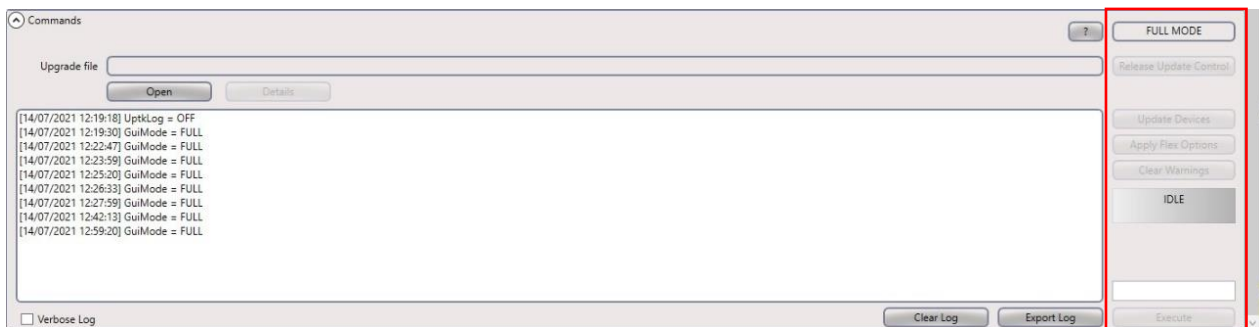 Commands
?
FULL MODE
Upgrade file
Release Update Control
Open
Details
[14/07/2021 12:19:18] UptkLog = OFF
[14/07/2021 12:19:30] GuiMode = FULL
[14/07/2021 12:22:47] GuiMode = FULL
[14/07/2021 12:23:59] GuiMode = FULL
[14/07/2021 12:25:20] GuiMode = FULL
[14/07/2021 12:26:33] GuiMode = FULL
[14/07/2021 12:27:59] GuiMode = FULL
[14/07/2021 12:42:13] GuiMode = FULL
[14/07/2021 12:59:20] GuiMode = FULL
Update Devices
Apply Flex Options
Clear Warnings
IDLE
Verbose Log
Clear Log
Export Log
Execute